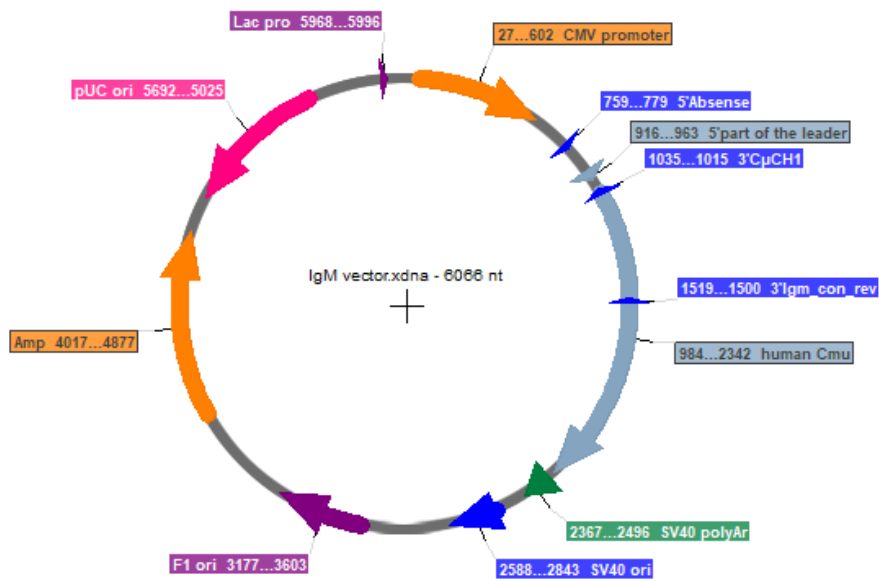 Lac pro 5968...5996
27...602 CMV promoter
pUC ori 5692...5025
759...779 5'Absense
916...963 5'part of the leader
1035...1015 3'CµCH1
IgM vector.xdna - 6066 nt
1519...1500 3'Igm_con_rev
Amp 4017...4877
984...2342 human Cmu
2367...2496 SV40 polyAr
F1 ori 3177...3603
2588...2843 SV40 ori